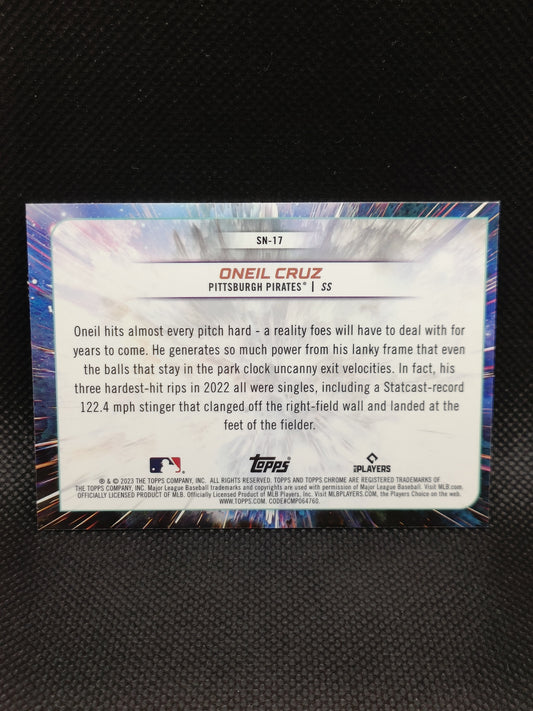 SN-17
ONEIL CRUZ
PITTSBURGH PIRATES® | SS
Oneil hits almost every pitch hard - a reality foes will have to deal with for
years to come. He generates so much power from his lanky frame that even
the balls that stay in the park clock uncanny exit velocities. In fact, his
three hardest-hit rips in 2022 all were singles, including a Statcast-record
122.4 mph stinger that clanged off the right-field wall and landed at the
feet of the fielder.
topps®
MLB PLAYERS
® & © 2023 THE TOPPS COMPANY, INC. ALL RIGHTS RESERVED. TOPPS AND TOPPS CHROME ARE REGISTERED TRADEMARKS OF
THE TOPPS COMPANY, INC. Major League Baseball trademarks and copyrights are used with permission of Major League Baseball. Visit MLB.com.
OFFICIALLY LICENSED PRODUCT OF MLB. Officially Licensed Product of MLB Players, Inc. Visit MLBPLAYERS.COM, the Players Choice on the web.
WWW.TOPPS.COM. CODE#CMP064760.